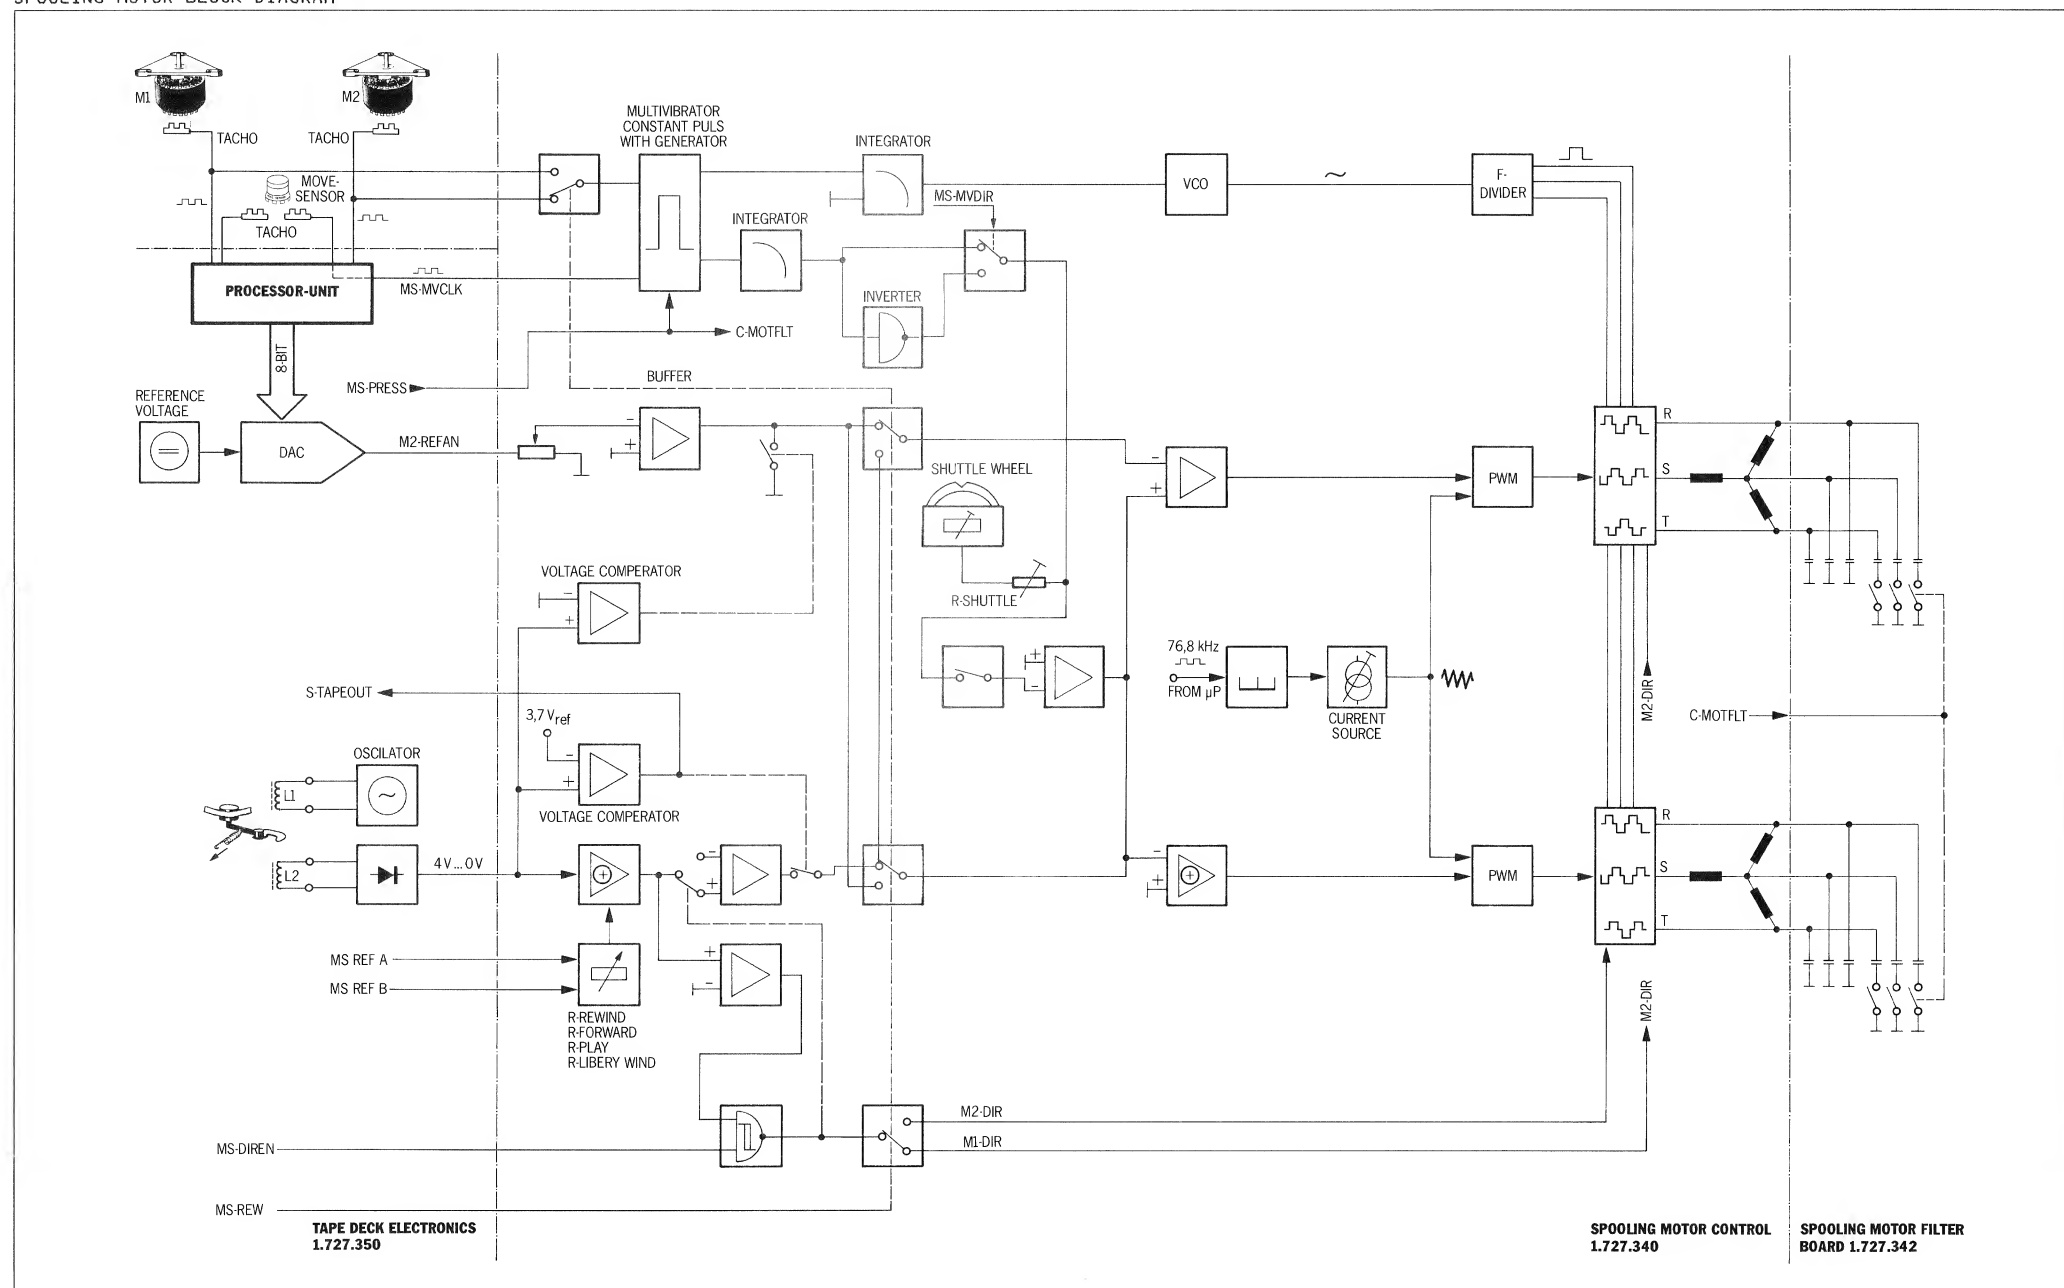 SPOOLING MOTOR BLOCK DIAGRAM
M1
M2
TACHO
TACHO
MOVE-
SENSOR
TACHO
MULTIVIBRATOR
CONSTANT PULS
WITH GENERATOR
INTEGRATOR
INTEGRATOR
MS-MVDIR
VCO
~
F-
DIVIDER
PROCESSOR-UNIT
MS-MVCLK
INVERTER
C-MOTFLT
8-BIT
MS-PRESS
BUFFER
REFERENCE
VOLTAGE
DAC
M2-REFAN
-
+
SHUTTLE WHEEL
-
+
PWM
R
S
T
VOLTAGE COMPERATOR
-
+
R-SHUTTLE
+
-
76,8 kHz
FROM µP
CURRENT
SOURCE
M2-DIR
C-MOTFLT
S-TAPEOUT
3,7 Vref
-
+
VOLTAGE COMPERATOR
OSCILATOR
~
L1
L2
4V...0V
+
-
+
-
+
+
PWM
R
S
T
MS REF A
MS REF B
+
-
R-REWIND
R-FORWARD
R-PLAY
R-LIBERY WIND
M2-DIR
M2-DIR
M1-DIR
MS-DIREN
MS-REW
TAPE DECK ELECTRONICS
1.727.350
SPOOLING MOTOR CONTROL
1.727.340
SPOOLING MOTOR FILTER
BOARD 1.727.342